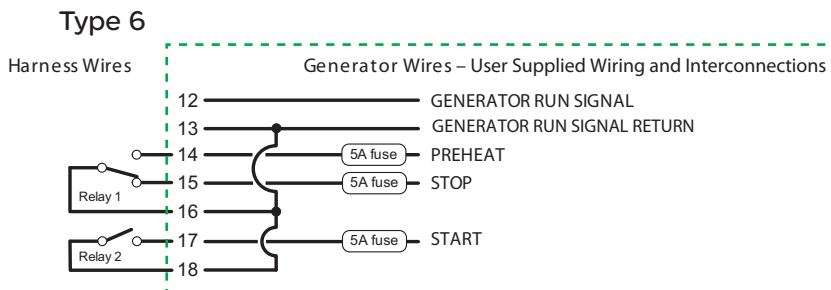 Type 6
Harness Wires
Generator Wires – User Supplied Wiring and Interconnections
12 GENERATOR RUN SIGNAL
13 GENERATOR RUN SIGNAL RETURN
14 5A fuse PREHEAT
15 5A fuse STOP
Relay 1
16
17 5A fuse START
Relay 2
18